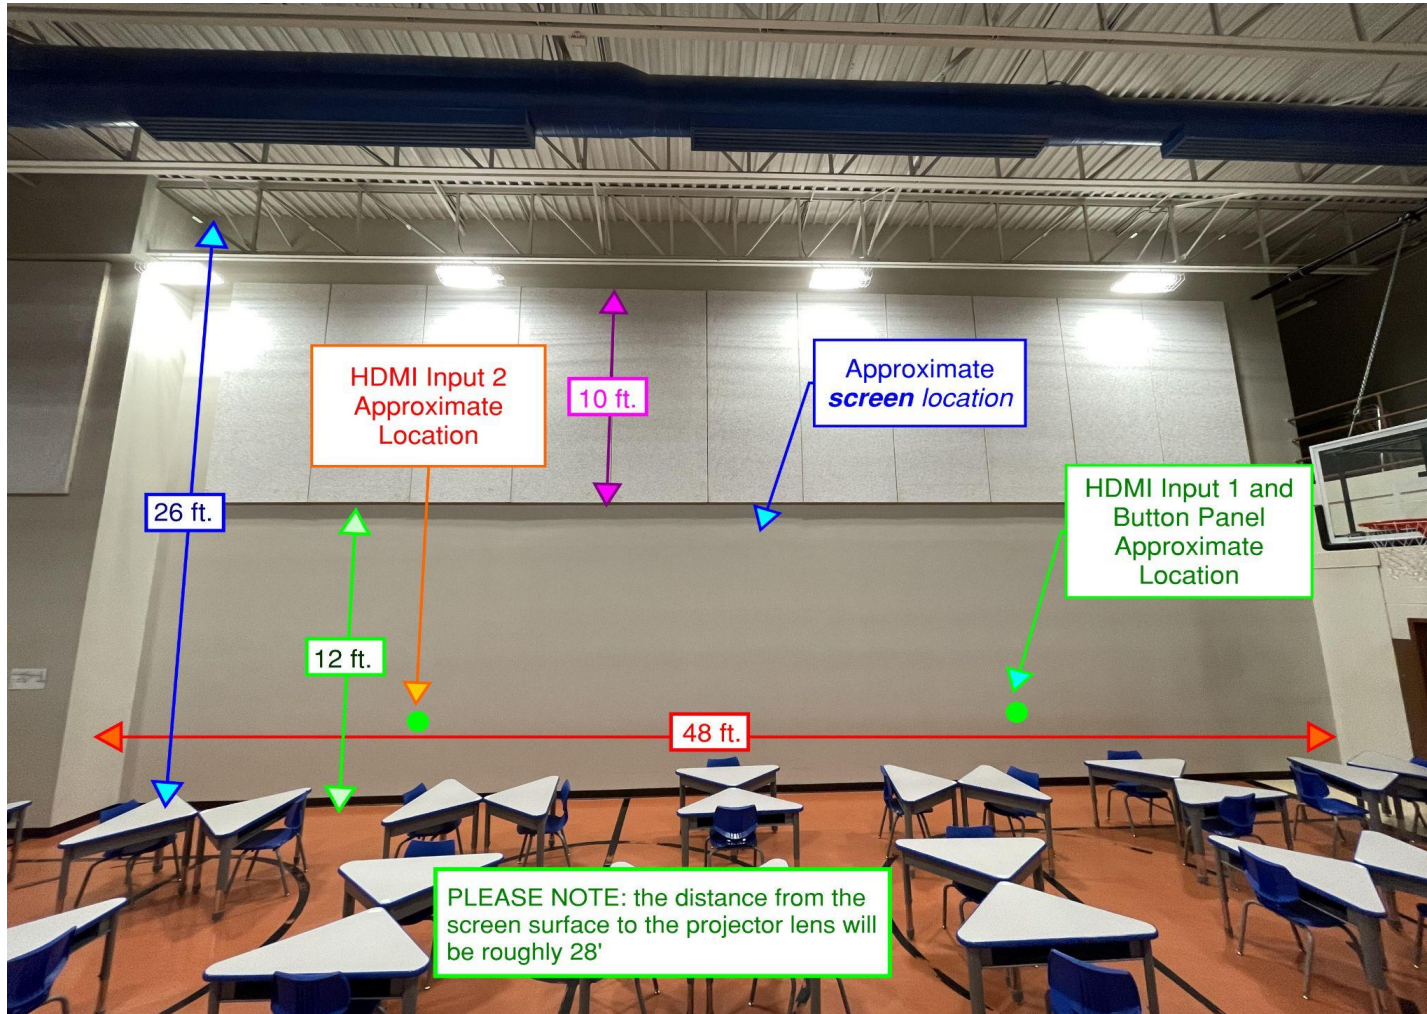 HDMI Input 2
Approximate
Location
10 ft.
Approximate
screen location
26 ft.
HDMI Input 1 and
Button Panel
Approximate
Location
12 ft.
48 ft.
PLEASE NOTE: the distance from the
screen surface to the projector lens will
be roughly 28'